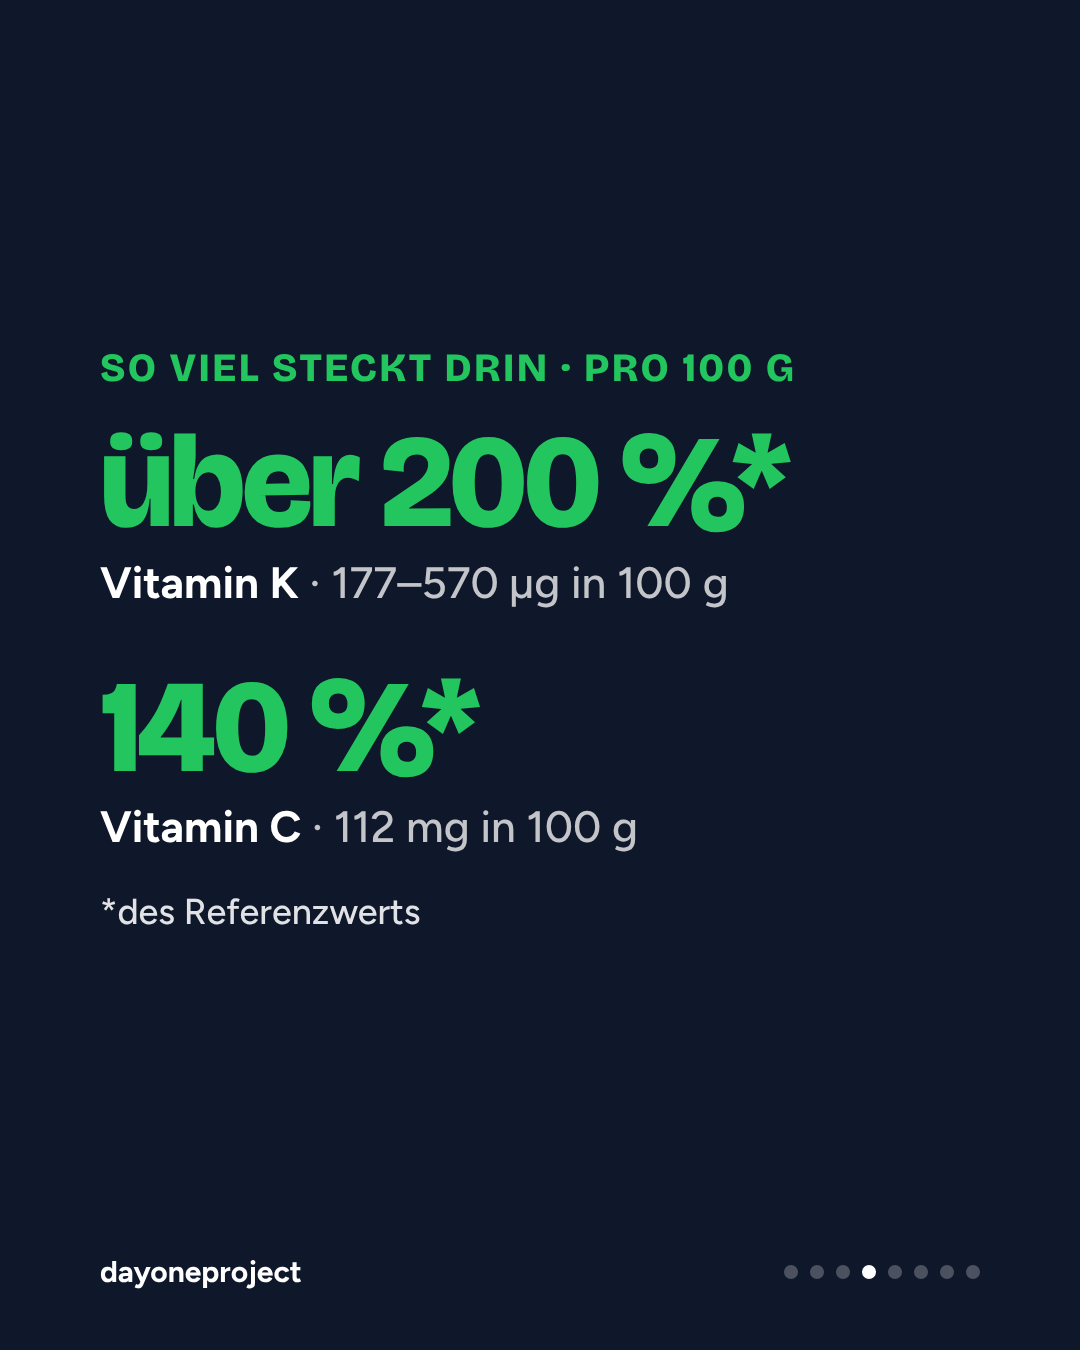 SO VIEL STECKT DRIN · PRO 100 G
über 200 %*
Vitamin K · 177–570 µg in 100 g
140 %*
Vitamin C · 112 mg in 100 g
*des Referenzwerts
dayoneproject